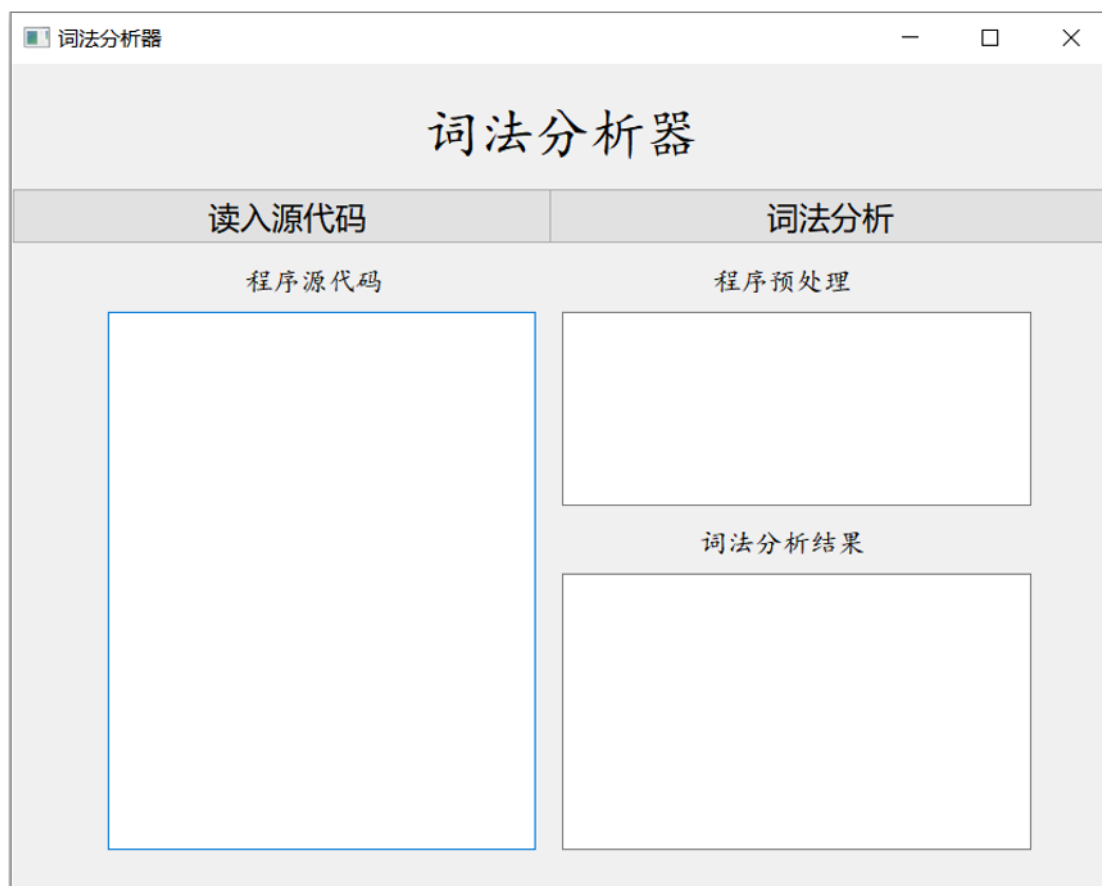 词法分析器
词法分析器
读入源代码
词法分析
程序源代码
程序预处理
词法分析结果